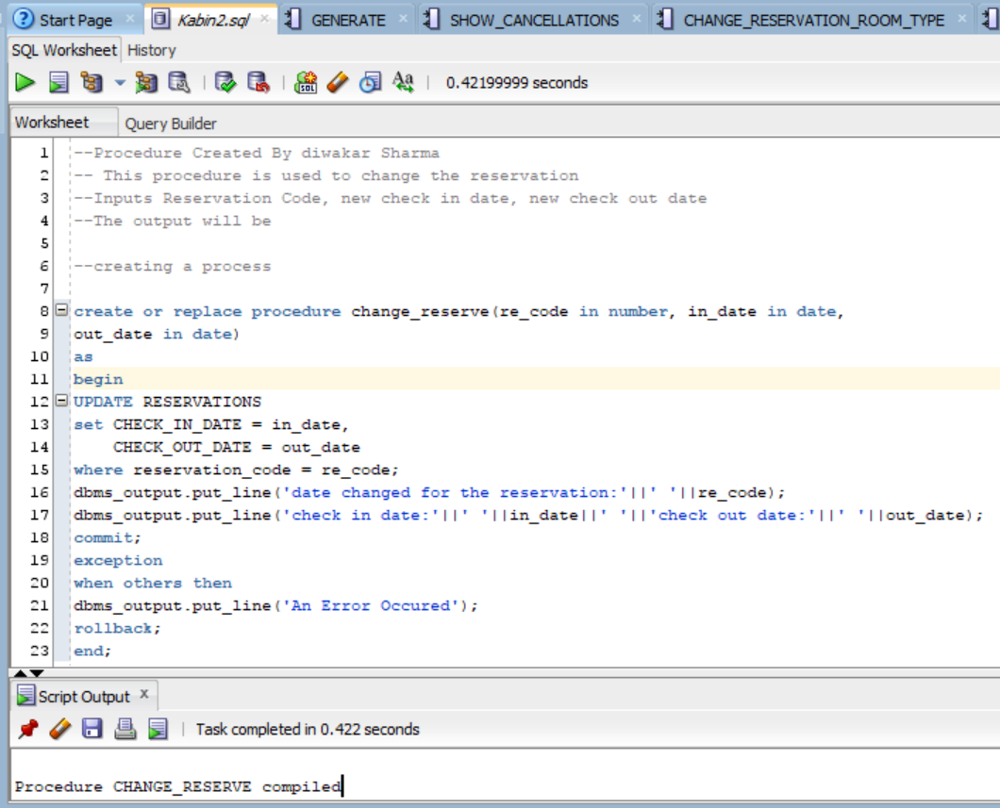 Start Page × Kabin2.sql × GENERATE × SHOW_CANCELLATIONS × CHANGE_RESERVATION_ROOM_TYPE ×
SQL Worksheet History
0.42199999 seconds
Worksheet Query Builder
1 --Procedure Created By diwakar Sharma
2 -- This procedure is used to change the reservation
3 --Inputs Reservation Code, new check in date, new check out date
4 --The output will be
5
6 --creating a process
7
8 create or replace procedure change_reserve(re_code in number, in_date in date,
9 out_date in date)
10 as
11 begin
12 UPDATE RESERVATIONS
13 set CHECK_IN_DATE = in_date,
14 CHECK_OUT_DATE = out_date
15 where reservation_code = re_code;
16 dbms_output.put_line('date changed for the reservation:'||' '||re_code);
17 dbms_output.put_line('check in date:'||' '||in_date||' '||'check out date:'||' '||out_date);
18 commit;
19 exception
20 when others then
21 dbms_output.put_line('An Error Occured');
22 rollback;
23 end;
Script Output ×
Task completed in 0.422 seconds
Procedure CHANGE_RESERVE compiled